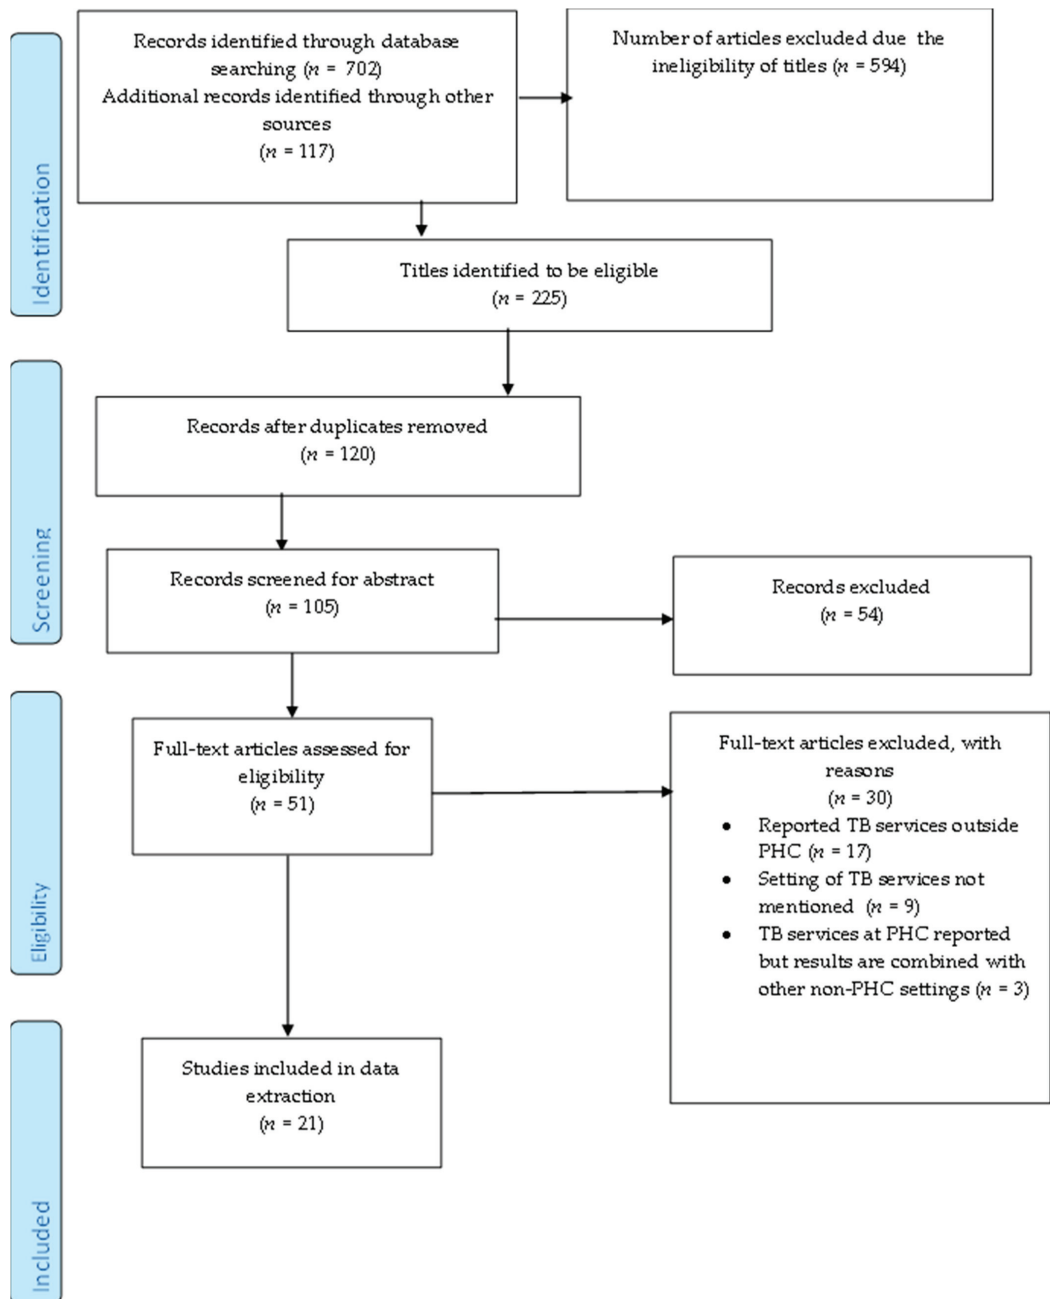 Records identified through database
searching (n = 702)
Additional records identified through other
sources
(n = 117)
Number of articles excluded due the
ineligibility of titles (n = 594)
Identification
Titles identified to be eligible
(n = 225)
Records after duplicates removed
(n = 120)
Screening
Records screened for abstract
(n = 105)
Records excluded
(n = 54)
Eligibility
Full-text articles assessed for
eligibility
(n = 51)
Full-text articles excluded, with
reasons
(n = 30)
• Reported TB services outside
PHC (n = 17)
• Setting of TB services not
mentioned (n = 9)
• TB services at PHC reported
but results are combined with
other non-PHC settings (n = 3)
Included
Studies included in data
extraction
(n = 21)